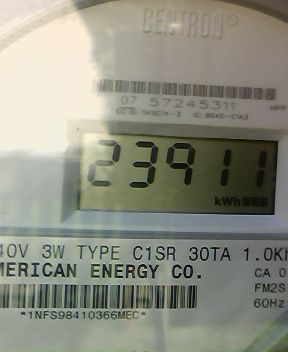 CENTRON®
07 57245311
23911
kWh
40V 3W TYPE C1SR 30TA 1.0Kh
MERICAN ENERGY CO.
CA 0
FM2S
60Hz
*1NFS98410366MEC*